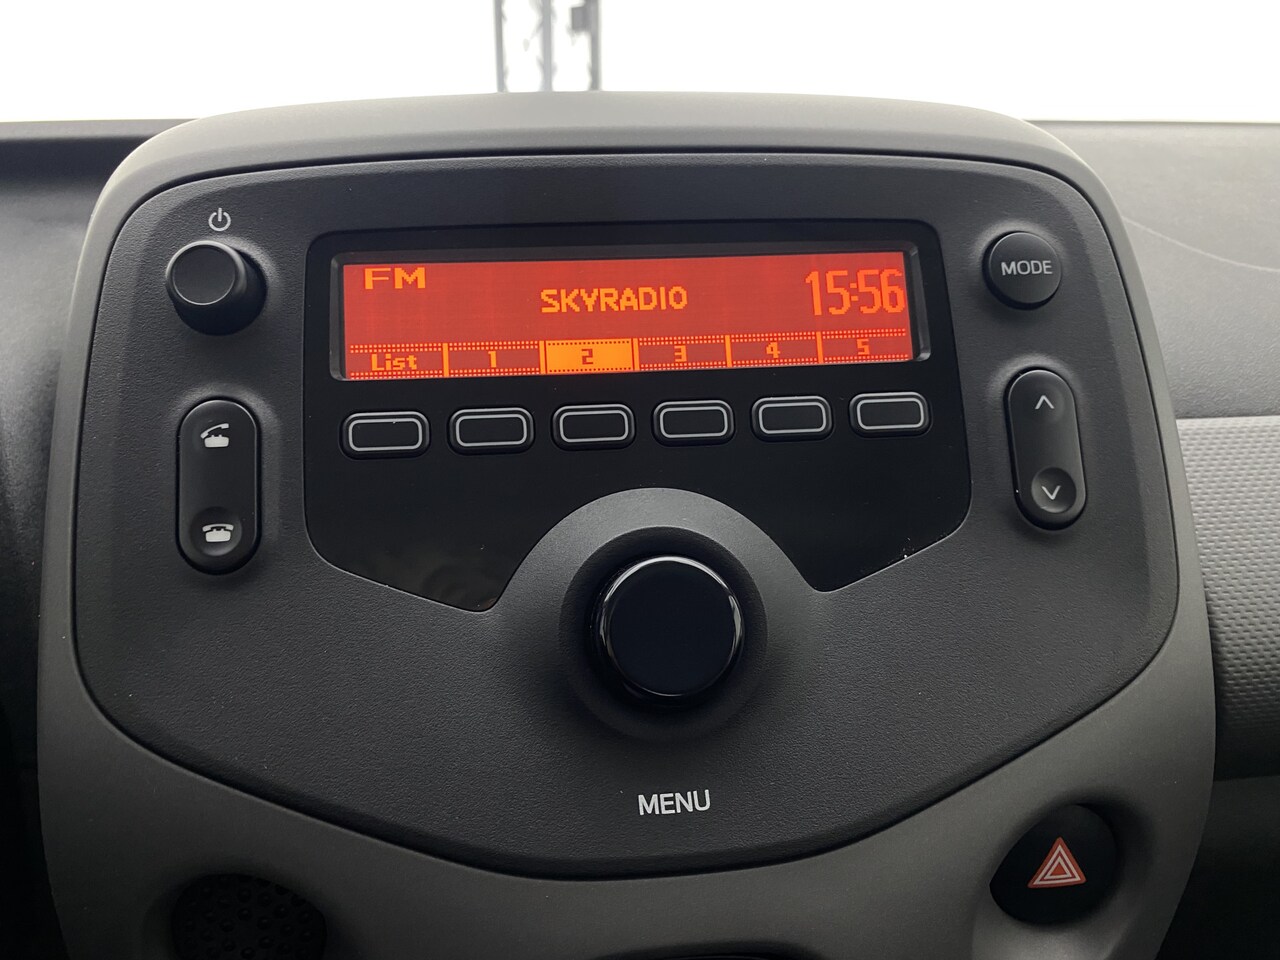 FM
SKYRADIO
15:56
List 1 2 3 4 5
MODE
MENU